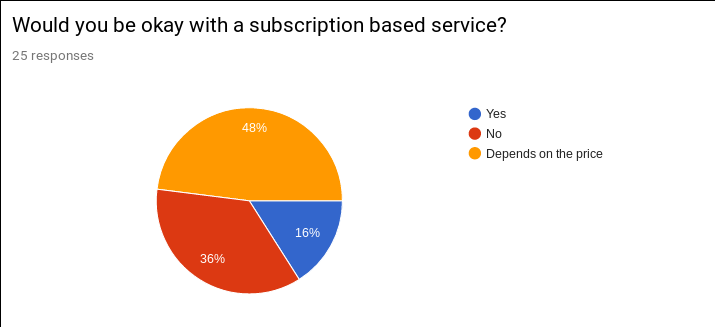 Would you be okay with a subscription based service?
25 responses
48%
16%
36%
Yes
No
Depends on the price